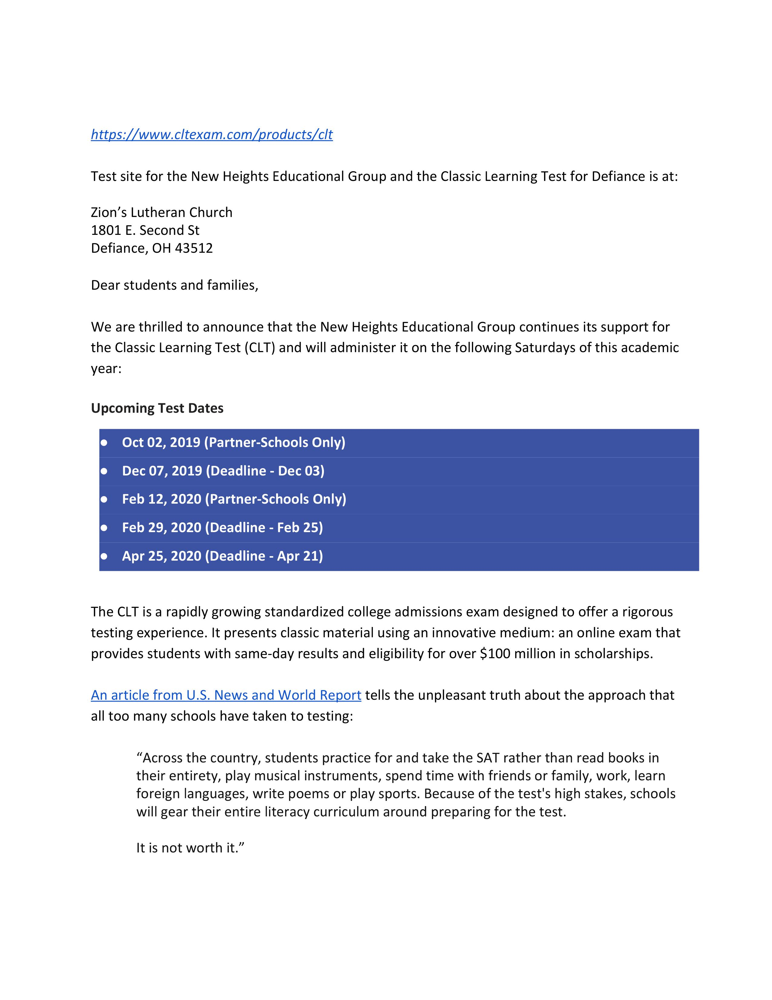 https://www.cltexam.com/products/clt
Test site for the New Heights Educational Group and the Classic Learning Test for Defiance is at:
Zion’s Lutheran Church
1801 E. Second St
Defiance, OH 43512
Dear students and families,
We are thrilled to announce that the New Heights Educational Group continues its support for
the Classic Learning Test (CLT) and will administer it on the following Saturdays of this academic
year:
Upcoming Test Dates
● Oct 02, 2019 (Partner-Schools Only)
● Dec 07, 2019 (Deadline - Dec 03)
● Feb 12, 2020 (Partner-Schools Only)
● Feb 29, 2020 (Deadline - Feb 25)
● Apr 25, 2020 (Deadline - Apr 21)
The CLT is a rapidly growing standardized college admissions exam designed to offer a rigorous
testing experience. It presents classic material using an innovative medium: an online exam that
provides students with same-day results and eligibility for over $100 million in scholarships.
An article from U.S. News and World Report tells the unpleasant truth about the approach that
all too many schools have taken to testing:
“Across the country, students practice for and take the SAT rather than read books in
their entirety, play musical instruments, spend time with friends or family, work, learn
foreign languages, write poems or play sports. Because of the test's high stakes, schools
will gear their entire literacy curriculum around preparing for the test.
It is not worth it.”